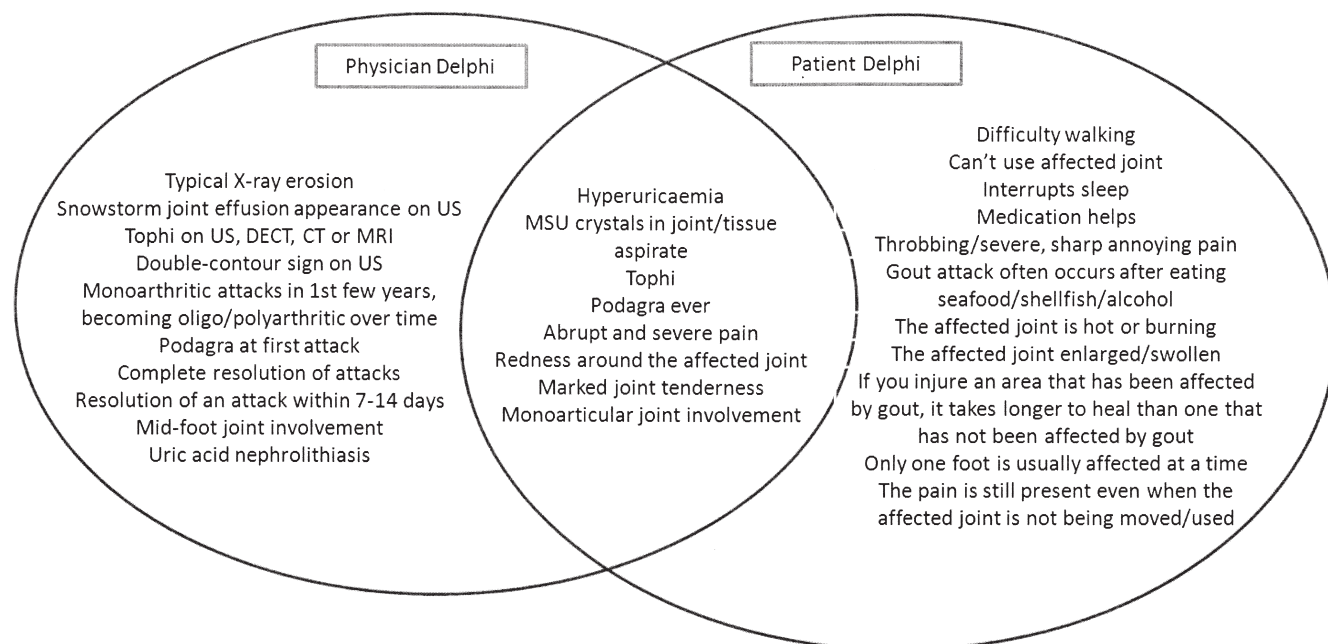 Physician Delphi
Patient Delphi
Typical X-ray erosion
Snowstorm joint effusion appearance on US
Tophi on US, DECT, CT or MRI
Double-contour sign on US
Monoarthritic attacks in 1st few years,
becoming oligo/polyarthritic over time
Podagra at first attack
Complete resolution of attacks
Resolution of an attack within 7-14 days
Mid-foot joint involvement
Uric acid nephrolithiasis
Hyperuricaemia
MSU crystals in joint/tissue
aspirate
Tophi
Podagra ever
Abrupt and severe pain
Redness around the affected joint
Marked joint tenderness
Monoarticular joint involvement
Difficulty walking
Can't use affected joint
Interrupts sleep
Medication helps
Throbbing/severe, sharp annoying pain
Gout attack often occurs after eating
seafood/shellfish/alcohol
The affected joint is hot or burning
The affected joint enlarged/swollen
If you injure an area that has been affected
by gout, it takes longer to heal than one that
has not been affected by gout
Only one foot is usually affected at a time
The pain is still present even when the
affected joint is not being moved/used